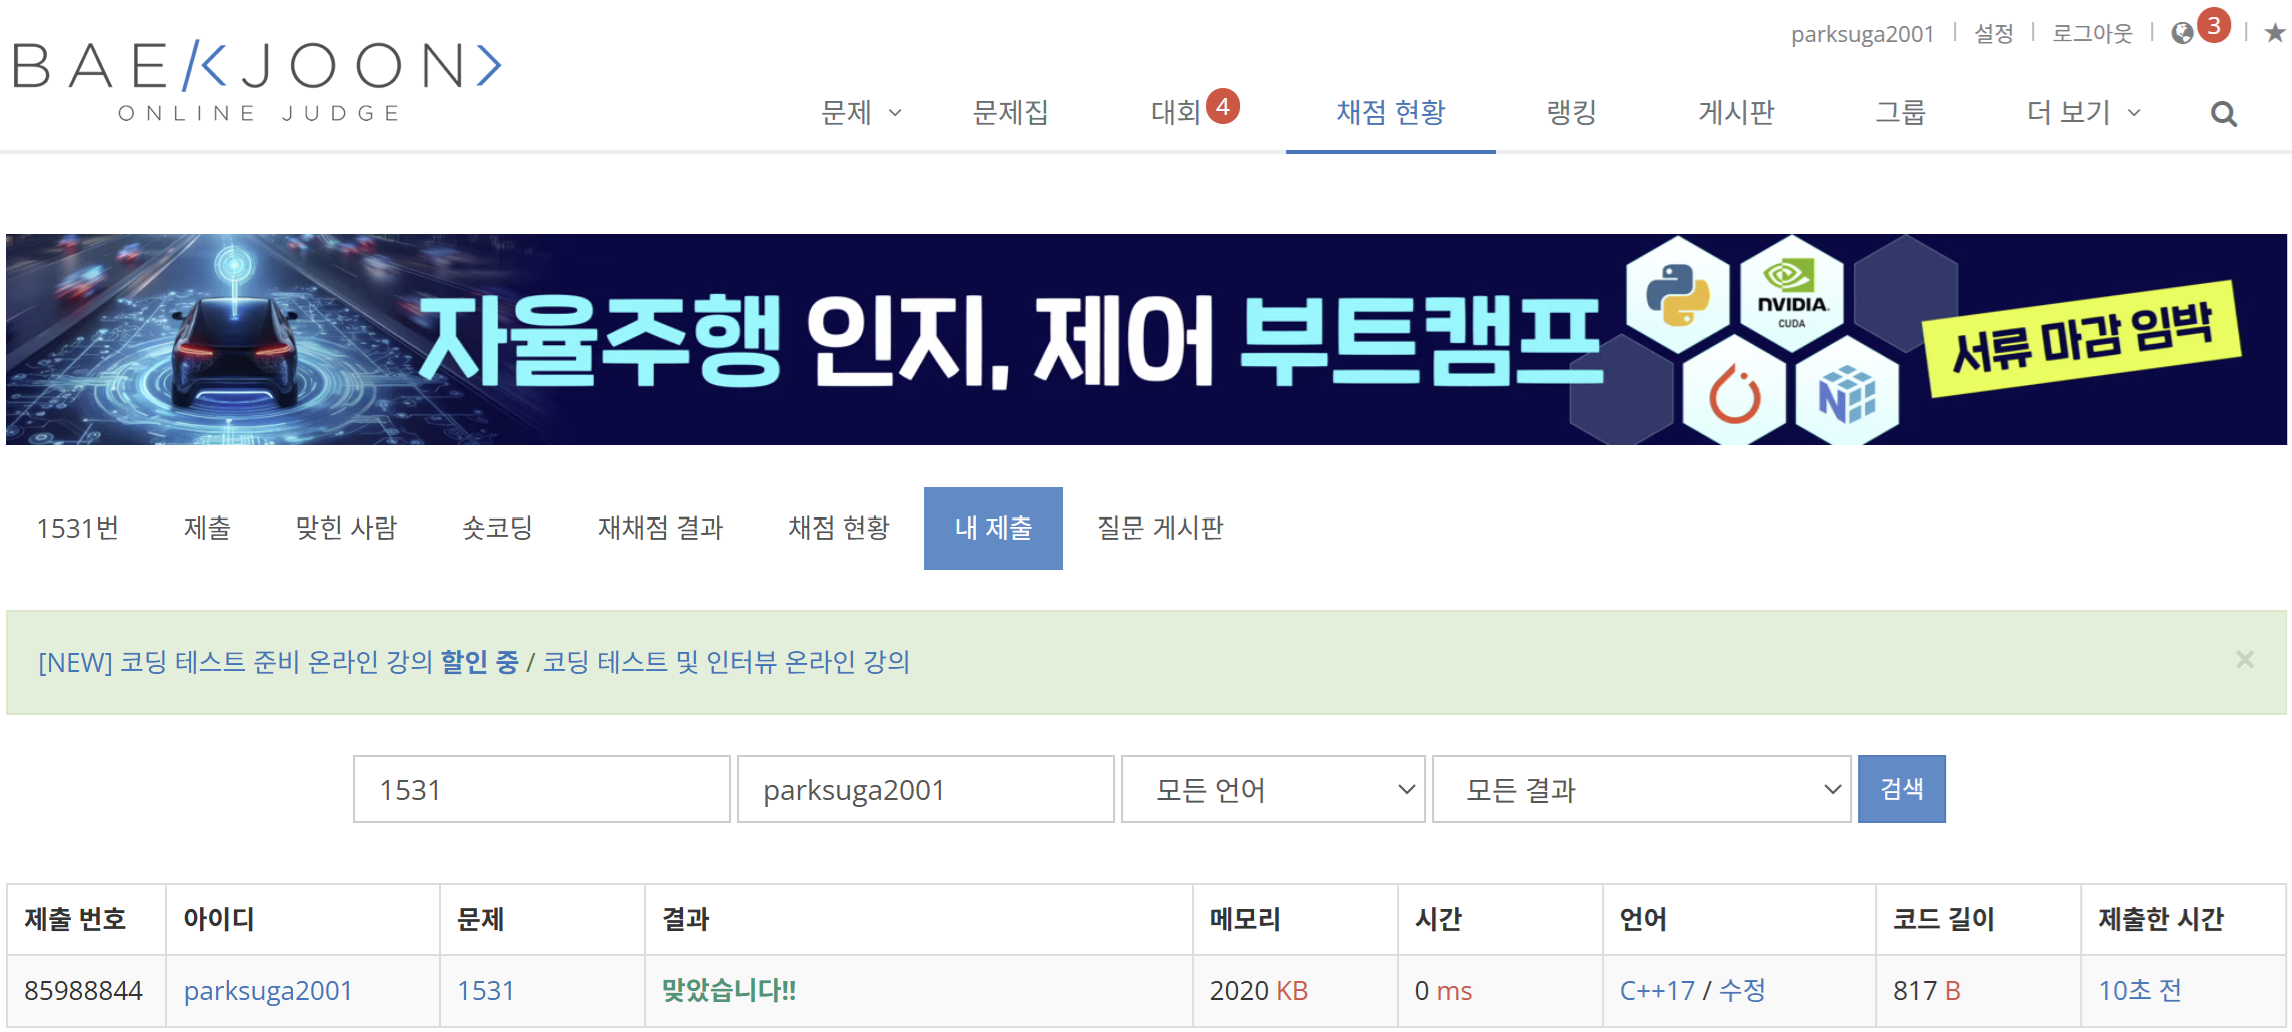 parksuga2001 설정 로그아웃 3
BAEKJOON
ONLINE JUDGE
문제 문제집 대회 4 채점 현황 랭킹 게시판 그룹 더 보기
자율주행 인지, 제어 부트캠프
NVIDIA.
CUDA
N
서류 마감 임박
1531번 제출 맞힌 사람 숏코딩 재채점 결과 채점 현황 내 제출 질문 게시판
[NEW] 코딩 테스트 준비 온라인 강의 할인 중 / 코딩 테스트 및 인터뷰 온라인 강의 ×
1531 parksuga2001 모든 언어 모든 결과 검색
제출 번호 아이디 문제 결과 메모리 시간 언어 코드 길이 제출한 시간
85988844 parksuga2001 1531 맞았습니다!! 2020 KB 0 ms C++17 / 수정 817 B 10초 전